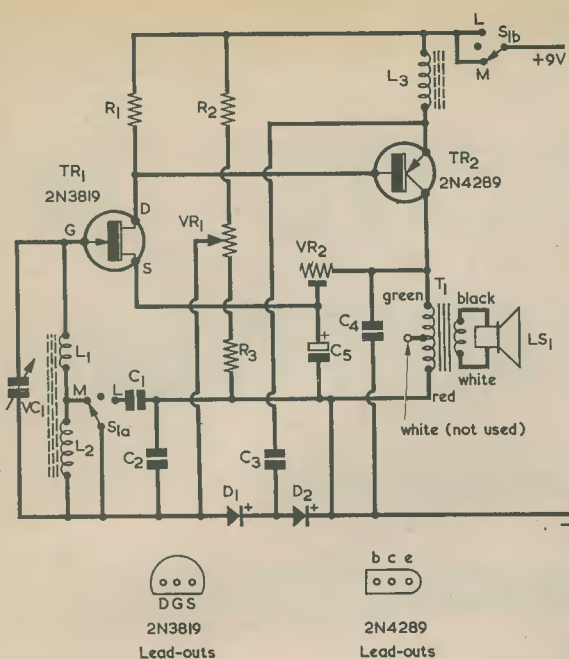 L
S1b
+9V
M
L3
R1
R2
TR1
2N3819
D
G
S
TR2
2N4289
VR1
VR2
green
T1
black
C4
C5
+
LS1
R3
L1
M
L
C1
VC1
S1a
L2
red
white
white (not used)
C2
C3
D1
+
D2
+
–
D G S
2N3819
Lead-outs
b c e
2N4289
Lead-outs